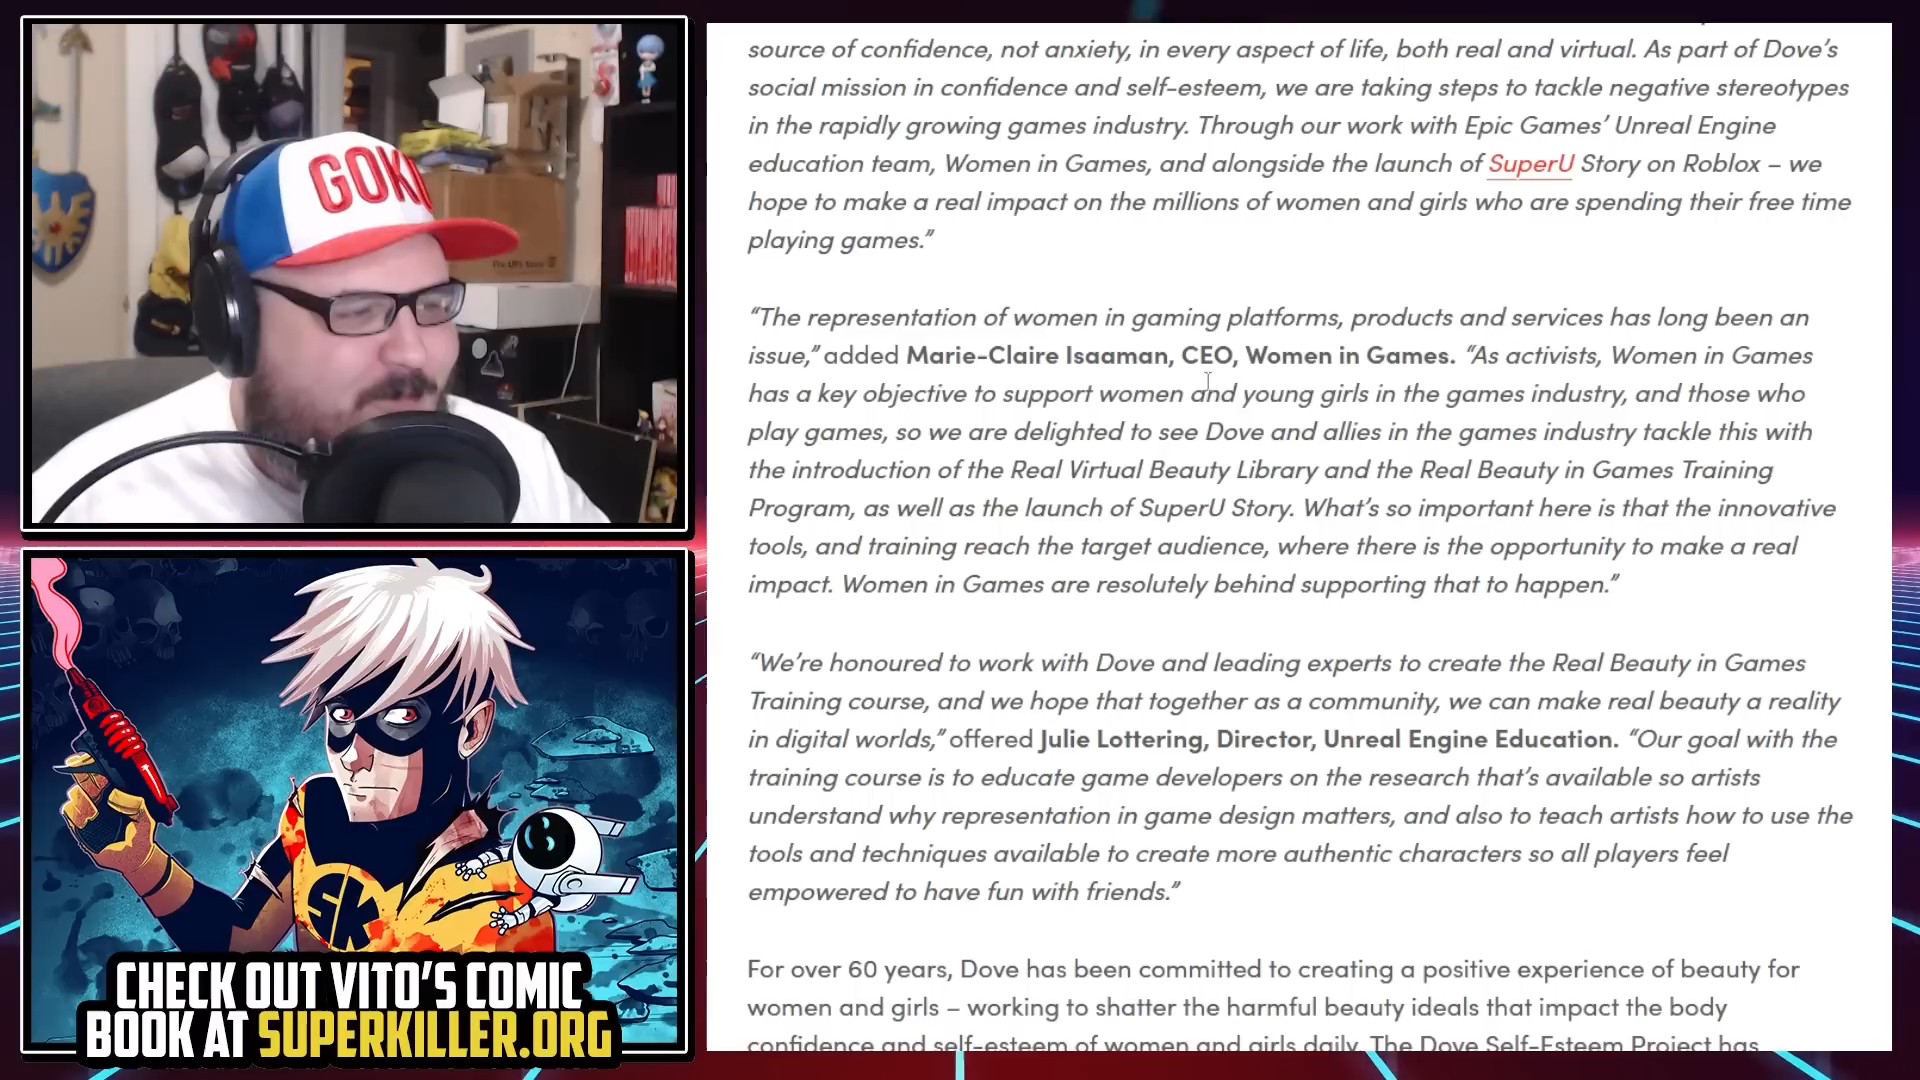 GOK
The UPS Store
SK
CHECK OUT VITO'S COMIC
BOOK AT SUPERKILLER.ORG
source of confidence, not anxiety, in every aspect of life, both real and virtual. As part of Dove's
social mission in confidence and self-esteem, we are taking steps to tackle negative stereotypes
in the rapidly growing games industry. Through our work with Epic Games' Unreal Engine
education team, Women in Games, and alongside the launch of SuperU Story on Roblox – we
hope to make a real impact on the millions of women and girls who are spending their free time
playing games.”
“The representation of women in gaming platforms, products and services has long been an
issue,” added Marie-Claire Isaaman, CEO, Women in Games. “As activists, Women in Games
has a key objective to support women and young girls in the games industry, and those who
play games, so we are delighted to see Dove and allies in the games industry tackle this with
the introduction of the Real Virtual Beauty Library and the Real Beauty in Games Training
Program, as well as the launch of SuperU Story. What's so important here is that the innovative
tools, and training reach the target audience, where there is the opportunity to make a real
impact. Women in Games are resolutely behind supporting that to happen.”
“We're honoured to work with Dove and leading experts to create the Real Beauty in Games
Training course, and we hope that together as a community, we can make real beauty a reality
in digital worlds,” offered Julie Lottering, Director, Unreal Engine Education. “Our goal with the
training course is to educate game developers on the research that's available so artists
understand why representation in game design matters, and also to teach artists how to use the
tools and techniques available to create more authentic characters so all players feel
empowered to have fun with friends.”
For over 60 years, Dove has been committed to creating a positive experience of beauty for
women and girls – working to shatter the harmful beauty ideals that impact the body
confidence and self-esteem of women and girls daily. The Dove Self-Esteem Project has